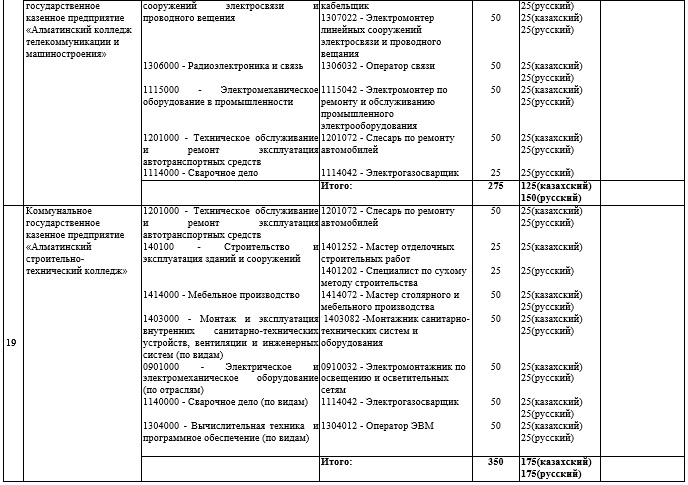 государственное
казенное предприятие
«Алматинский колледж
телекоммуникации и
машиностроения»
сооружений электросвязи и
проводного вещения
кабельщик
1307022 - Электромонтер
линейных сооружений
электросвязи и проводного
вещания
50
25(русский)
25(казахский)
25(русский)
1306000 - Радиоэлектроника и связь
1306032 - Оператор связи
50
25(казахский)
25(русский)
1115000 - Электромеханическое
оборудование в промышленности
1115042 - Электромонтер по
ремонту и обслуживанию
промышленного
электрооборудования
50
25(казахский)
25(русский)
1201000 - Техническое обслуживание
и ремонт эксплуатация
автотранспортных средств
1201072 - Слесарь по ремонту
автомобилей
50
25(казахский)
25(русский)
1114000 - Сварочное дело
1114042 - Электрогазосварщик
25
25(русский)
Итого:
275
125(казахский)
150(русский)
19
Коммунальное
государственное
казенное предприятие
«Алматинский
строительно-
технический колледж»
1201000 - Техническое обслуживание
и ремонт эксплуатация
автотранспортных средств
1201072 - Слесарь по ремонту
автомобилей
50
25(казахский)
25(русский)
140100 - Строительство и
эксплуатация зданий и сооружений
1401252 - Мастер отделочных
строительных работ
25
25(казахский)
1401202 - Специалист по сухому
методу строительства
25
25(русский)
1414000 - Мебельное производство
1414072 - Мастер столярного и
мебельного производства
50
25(казахский)
25(русский)
1403000 - Монтаж и эксплуатация
внутренних санитарно-технических
устройств, вентиляции и инженерных
систем (по видам)
1403082 -Монтажник санитарно-
технических систем и
оборудования
50
25(казахский)
25(русский)
0901000 - Электрическое и
электромеханическое оборудование
(по отраслям)
0910032 - Электромонтажник по
освещению и осветительных
сетям
50
25(казахский)
25(русский)
1140000 - Сварочное дело (по видам)
1114042 - Электрогазосварщик
50
25(казахский)
25(русский)
1304000 - Вычислительная техника и
программное обеспечение (по видам)
1304012 - Оператор ЭВМ
50
25(казахский)
25(русский)
Итого:
350
175(казахский)
175(русский)